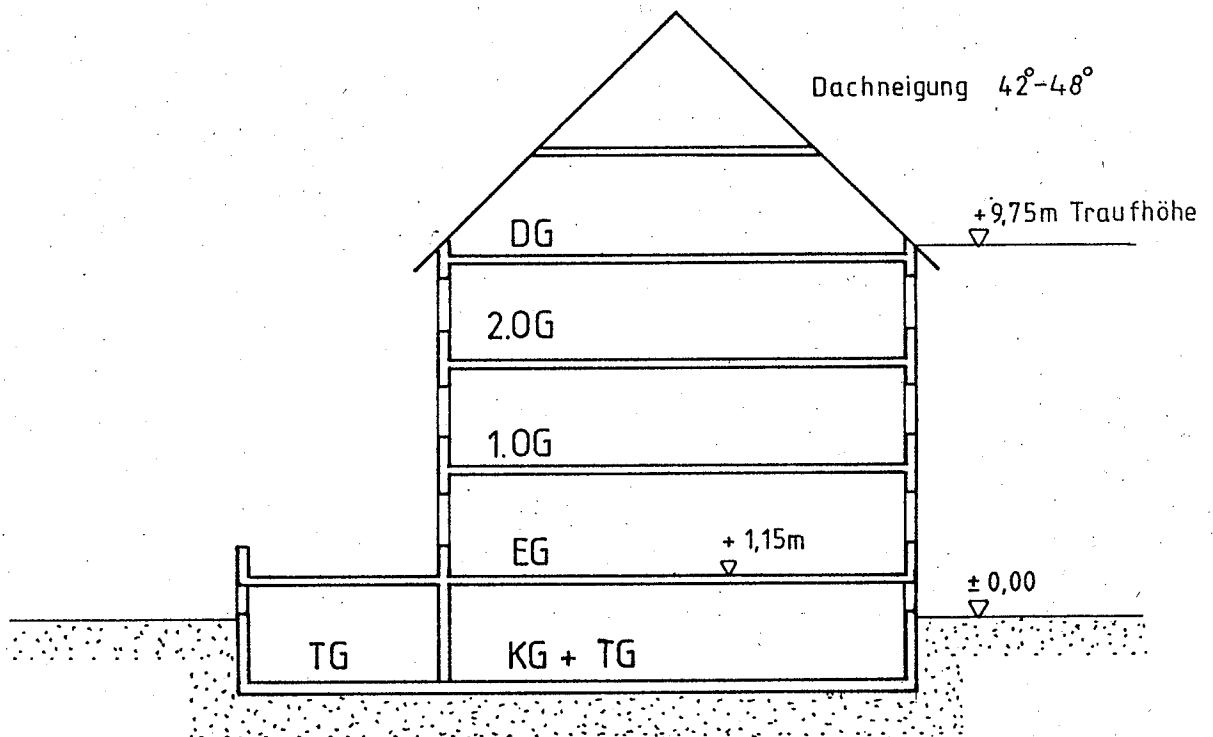 Dachneigung 42°-48°
+9,75m Traufhöhe
DG
2.OG
1.OG
+ 1,15m
EG
± 0,00
TG
KG + TG